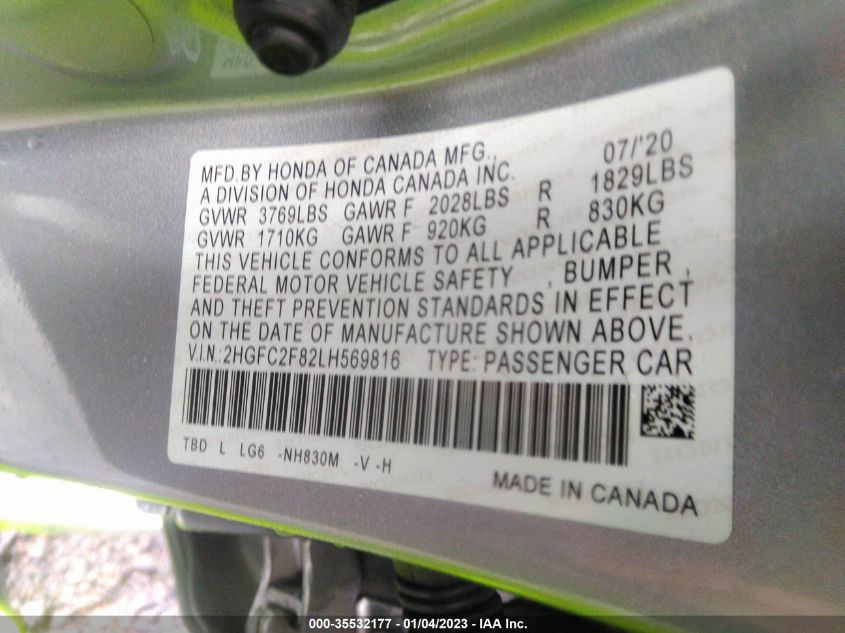 MFD.BY HONDA OF CANADA MFG., 07/'20
A DIVISION OF HONDA CANADA INC.
GVWR 3769LBS GAWR F 2028LBS R 1829LBS
GVWR 1710KG GAWR F 920KG R 830KG
THIS VEHICLE CONFORMS TO ALL APPLICABLE
FEDERAL MOTOR VEHICLE SAFETY , BUMPER ,
AND THEFT PREVENTION STANDARDS IN EFFECT
ON THE DATE OF MANUFACTURE SHOWN ABOVE.
V.I.N.:2HGFC2F82LH569816 TYPE: PASSENGER CAR
TBD L LG6 -NH830M -V -H
MADE IN CANADA
000-35532177 - 01/04/2023 - IAA Inc.